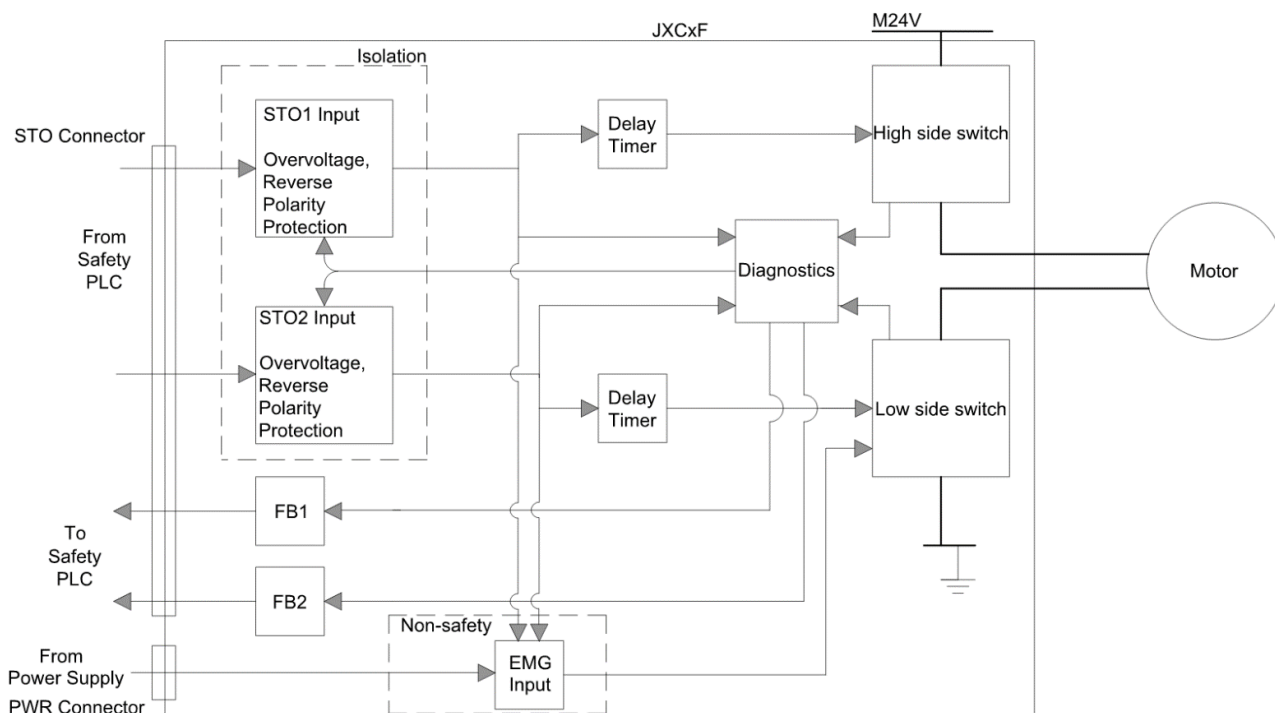 M24V
JXCxF
Isolation
STO Connector
STO1 Input
Overvoltage,
Reverse
Polarity
Protection
Delay
Timer
High side switch
From
Safety
PLC
Diagnostics
Motor
STO2 Input
Overvoltage,
Reverse
Polarity
Protection
Delay
Timer
Low side switch
FB1
To
Safety
PLC
FB2
Non-safety
From
Power Supply
EMG
Input
PWR Connector